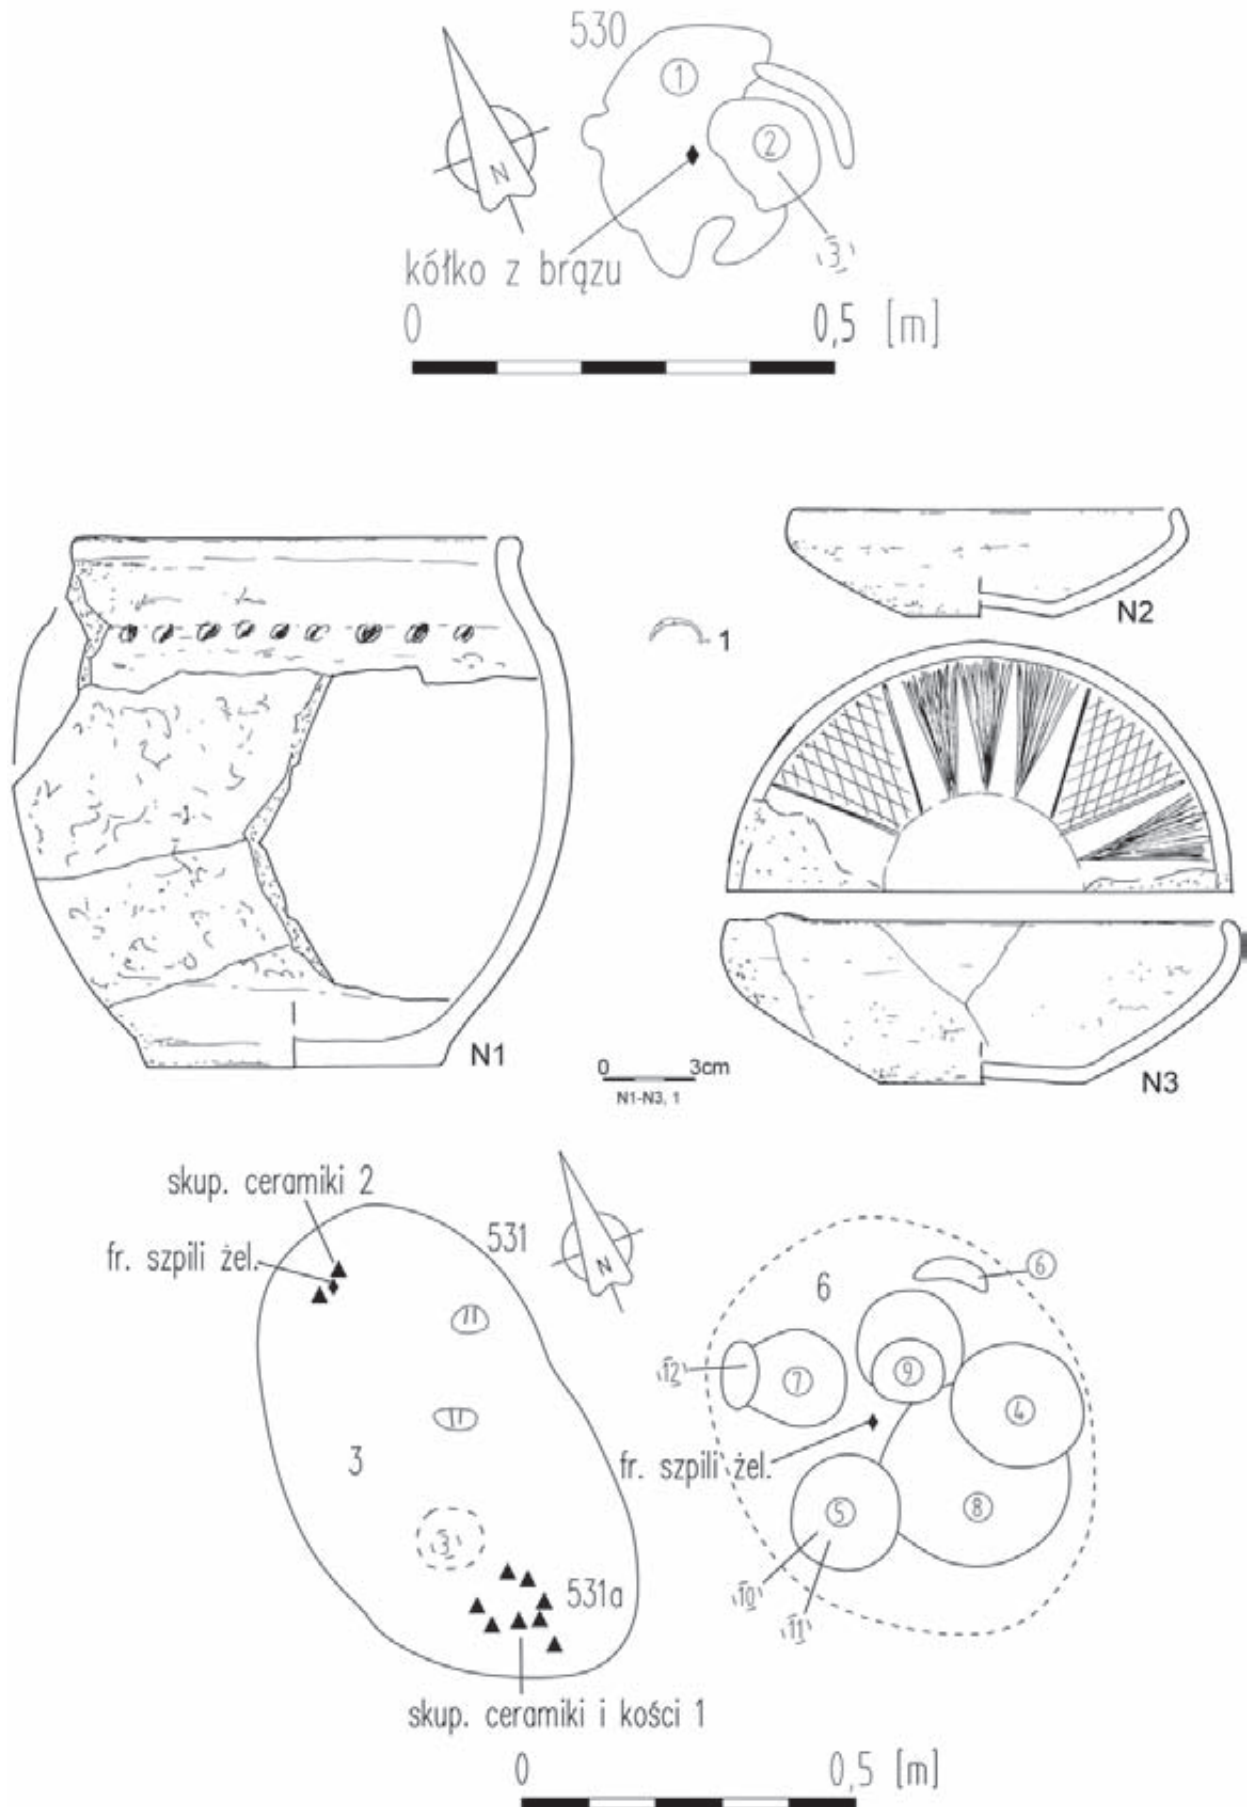 530
1
2
N
3
kółko z brązu
0 0,5 [m]
N2
1
N1
0 3cm
N1-N3, 1
N3
skup. ceramiki 2
531
fr. szpili żel.
N
6
6
12
7
9
4
3
fr. szpili żel.
5
8
3
531a
10
11
skup. ceramiki i kości 1
0 0,5 [m]